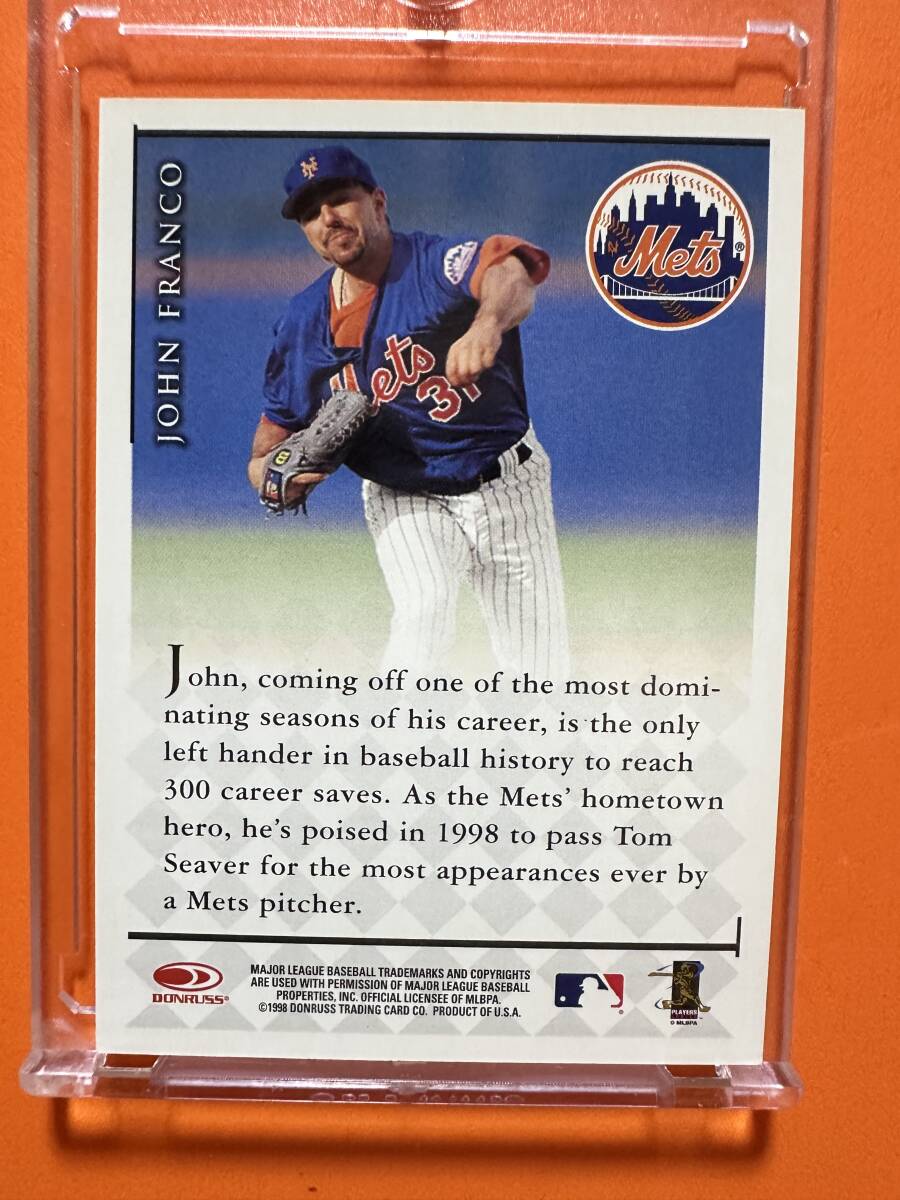 JOHN FRANCO
Mets®
Mets
31
John, coming off one of the most domi-
nating seasons of his career, is the only
left hander in baseball history to reach
300 career saves. As the Mets' hometown
hero, he's poised in 1998 to pass Tom
Seaver for the most appearances ever by
a Mets pitcher.
DONRUSS®
MAJOR LEAGUE BASEBALL TRADEMARKS AND COPYRIGHTS
ARE USED WITH PERMISSION OF MAJOR LEAGUE BASEBALL
PROPERTIES, INC. OFFICIAL LICENSEE OF MLBPA.
©1998 DONRUSS TRADING CARD CO. PRODUCT OF U.S.A.
PLAYERS
© MLBPA